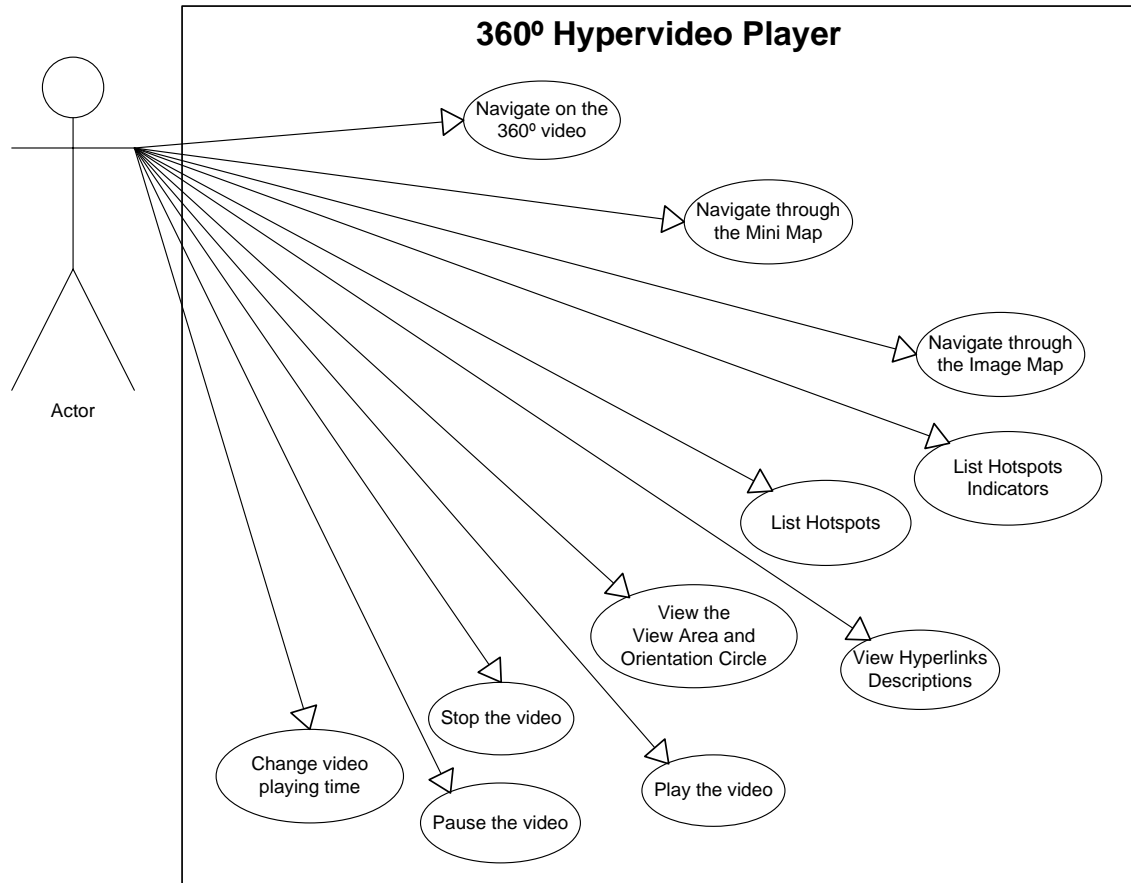 360º Hypervideo Player
Navigate on the
360º video
Navigate through
the Mini Map
Navigate through
the Image Map
Actor
List Hotspots
Indicators
List Hotspots
View the
View Area and
Orientation Circle
View Hyperlinks
Descriptions
Stop the video
Change video
playing time
Play the video
Pause the video